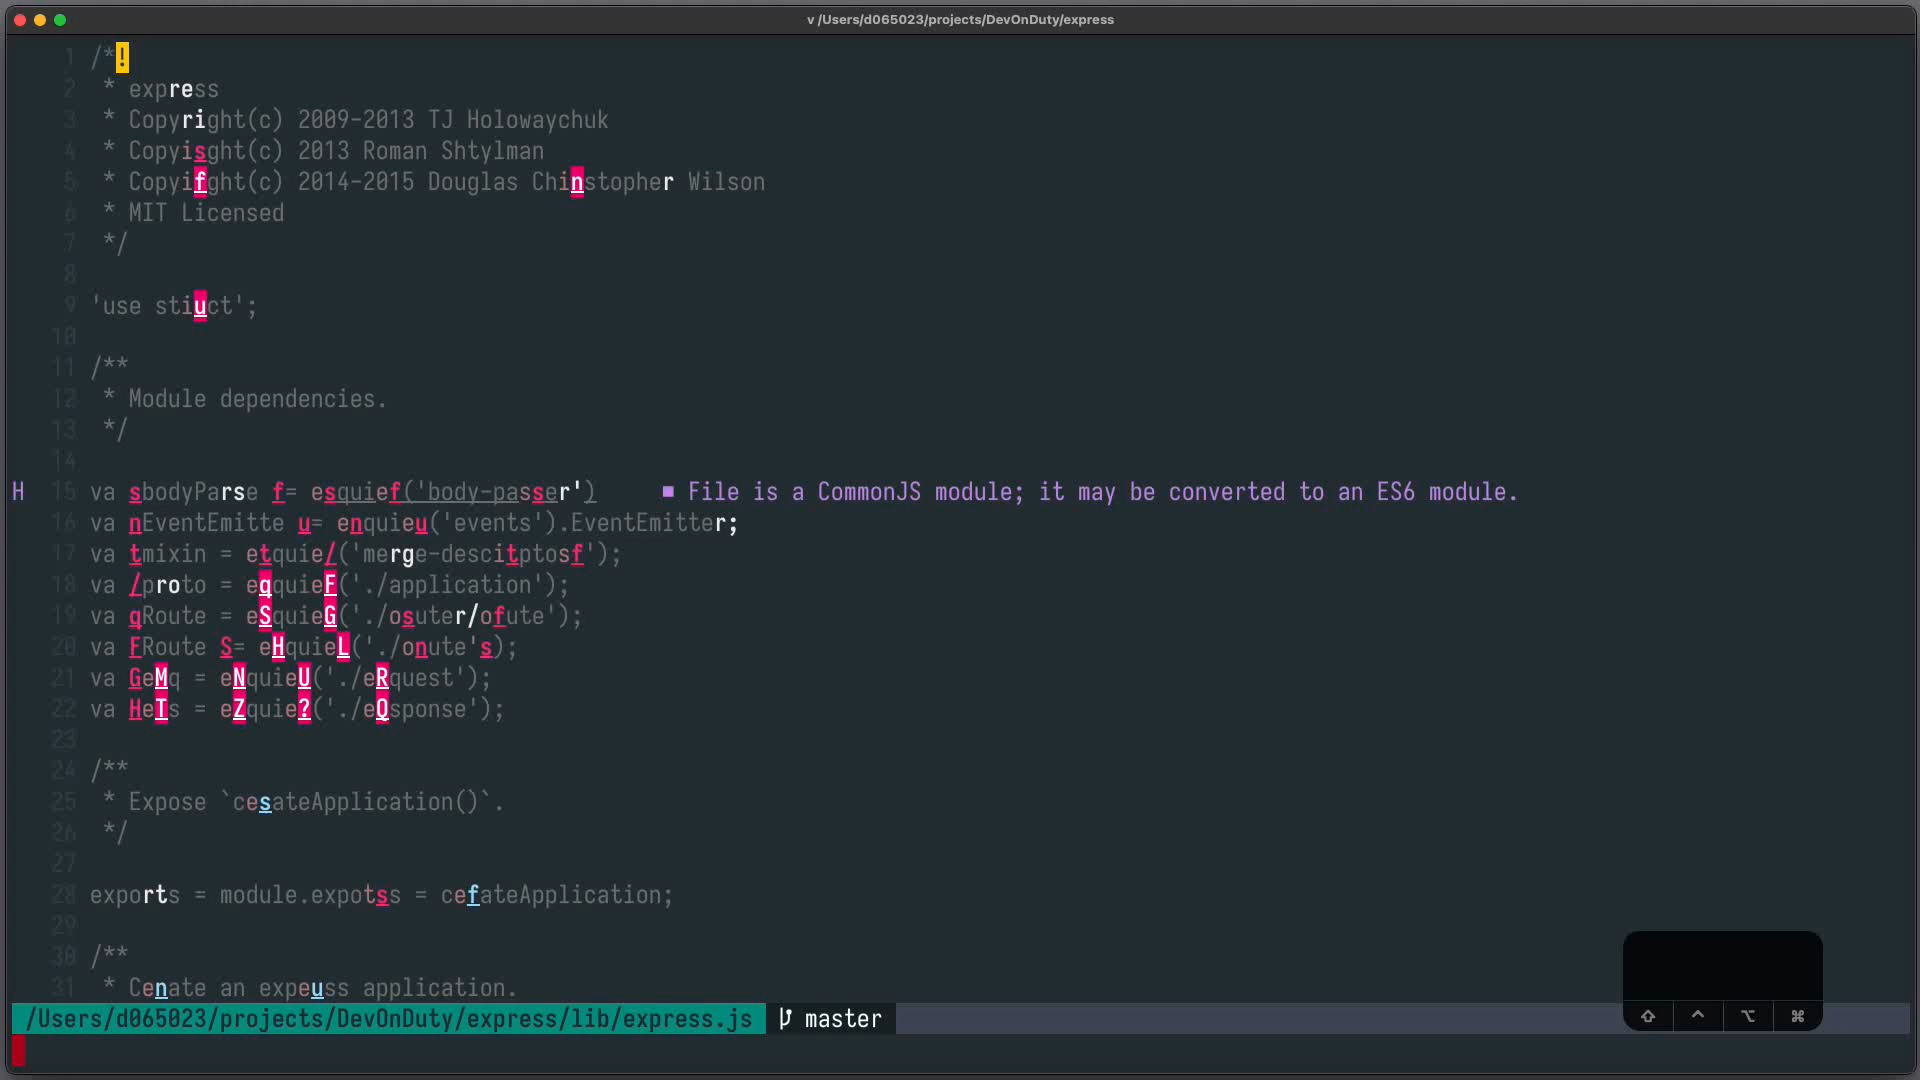 v /Users/d065023/projects/DevOnDuty/express
1 /*!
2  * express
3  * Copyright(c) 2009-2013 TJ Holowaychuk
4  * Copyisght(c) 2013 Roman Shtylman
5  * Copyifght(c) 2014-2015 Douglas Chinstopher Wilson
6  * MIT Licensed
7  */
8
9 'use stiuct';
10
11 /**
12  * Module dependencies.
13  */
14
H 15 va sbodyParse f= esquief('body-passer')     ■ File is a CommonJS module; it may be converted to an ES6 module.
16 va nEventEmitte u= enquieu('events').EventEmitter;
17 va tmixin = etquie/('merge-descitptosf');
18 va /proto = eqquieF('./application');
19 va qRoute = eSquieG('./osuter/ofute');
20 va FRoute S= eHquieL('./onute's);
21 va GeMq = eNquieU('./eRquest');
22 va HeTs = eZquie?('./eQsponse');
23
24 /**
25  * Expose `cesateApplication()`.
26  */
27
28 exports = module.expotss = cefateApplication;
29
30 /**
31  * Cenate an expeuss application.
/Users/d065023/projects/DevOnDuty/express/lib/express.js master
⇧ ^ ⌥ ⌘